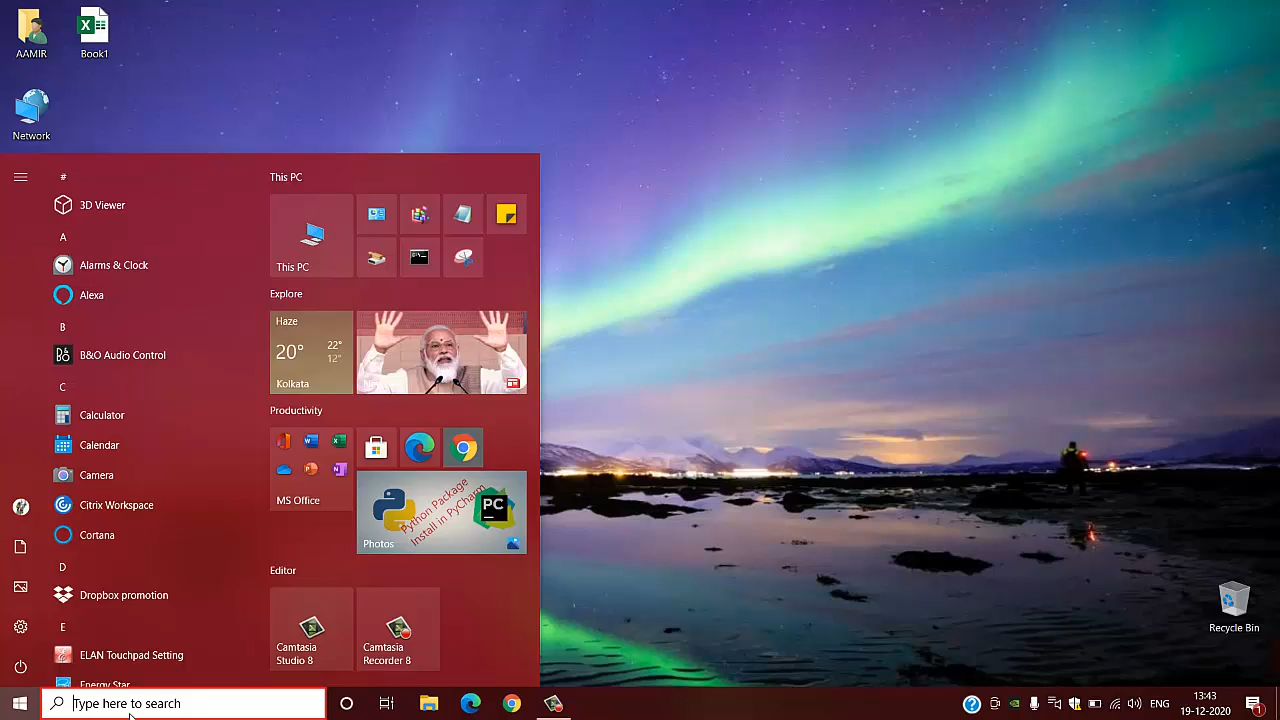 AAMIR
Book1
Network
#
3D Viewer
A
Alarms & Clock
Alexa
B
B&O Audio Control
C
Calculator
Calendar
Camera
Citrix Workspace
Cortana
D
Dropbox promotion
E
ELAN Touchpad Setting
Energy Star
This PC
This PC
Explore
Haze
20° 22°
12°
Kolkata
Productivity
MS Office
Python Package
Install in PyCharm
PC
Photos
Editor
Camtasia
Studio 8
Camtasia
Recorder 8
Recycle Bin
Type here to search
ENG
13:43
19-12-2020
1